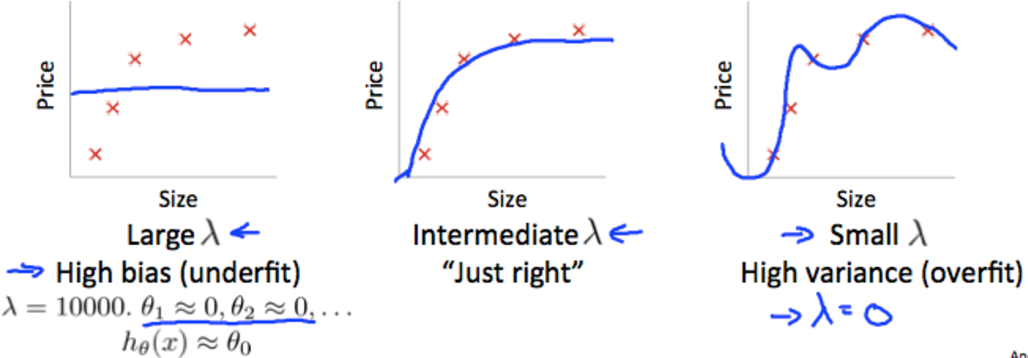 Price
Size
Large λ ←
→ High bias (underfit)
λ = 10000. θ₁ ≈ 0, θ₂ ≈ 0, . . .
hθ(x) ≈ θ₀
Price
Size
Intermediate λ ←
“Just right”
Price
Size
→ Small λ
High variance (overfit)
→ λ = 0